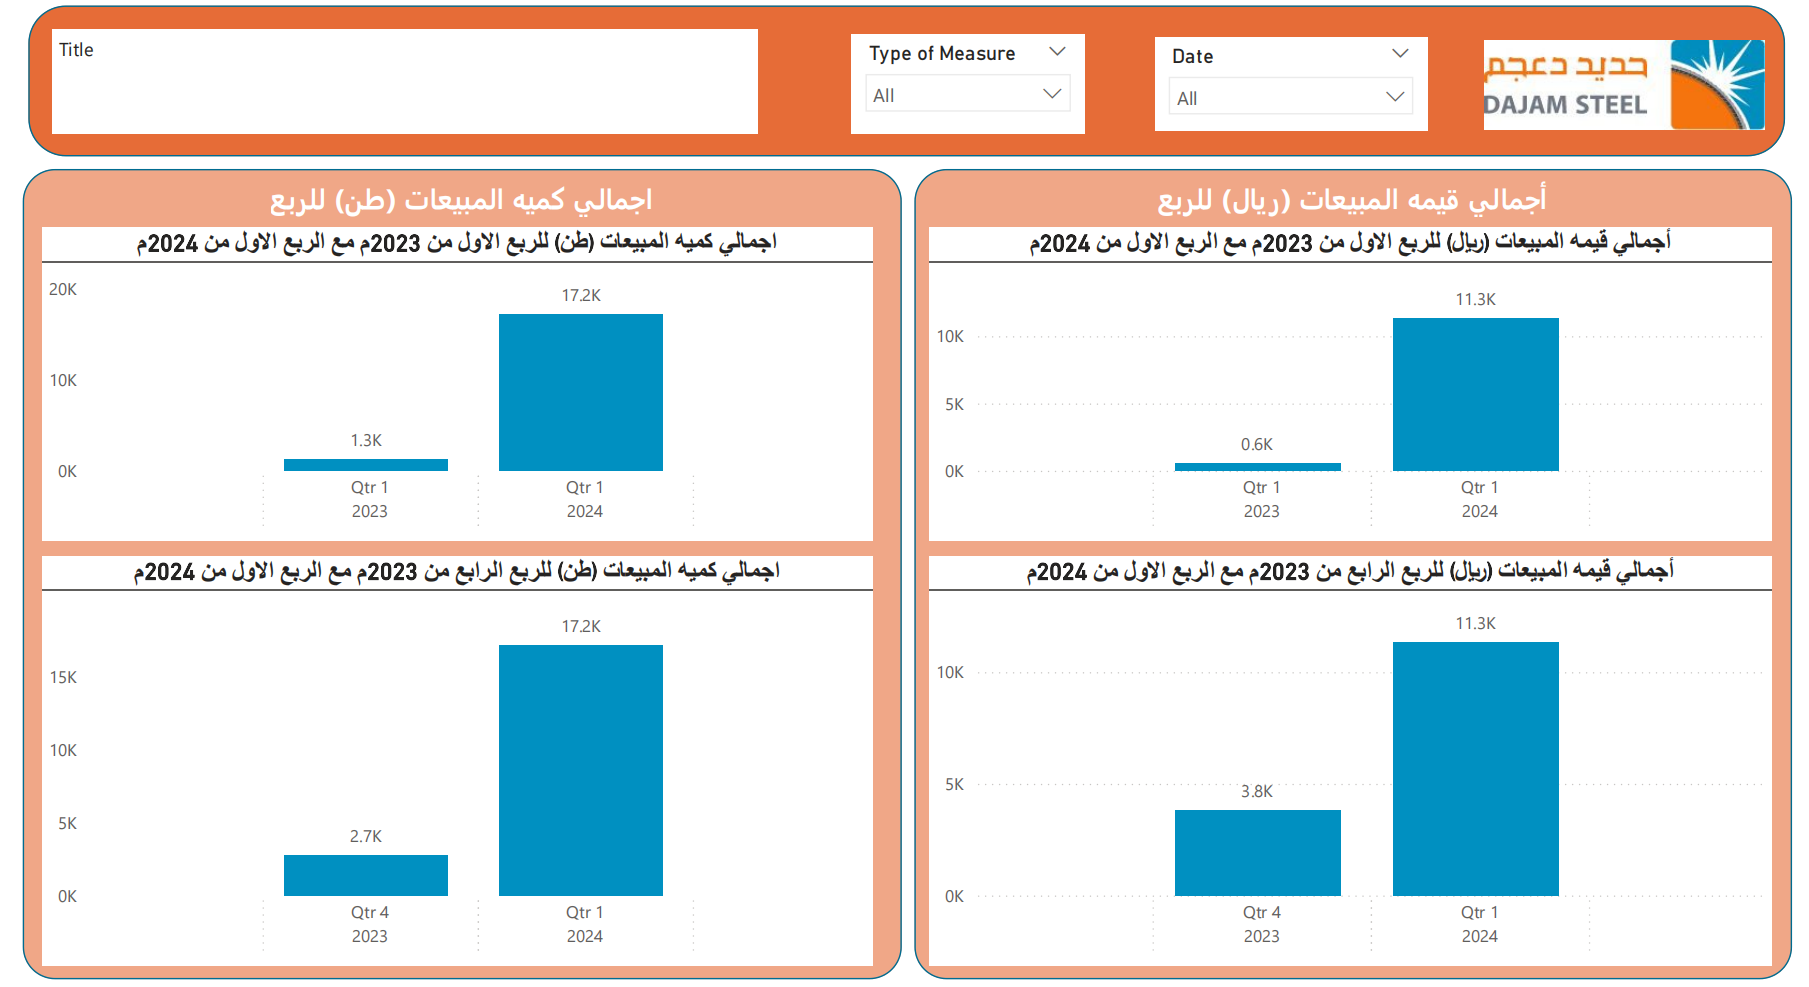 Title
Type of Measure
All
Date
All
حديد دعجم
DAJAM STEEL
اجمالي كميه المبيعات (طن) للربع
اجمالي كميه المبيعات (طن) للربع الاول من 2023م مع الربع الاول من 2024م
20K
10K
0K
1.3K
17.2K
Qtr 1
2023
Qtr 1
2024
اجمالي كميه المبيعات (طن) للربع الرابع من 2023م مع الربع الاول من 2024م
15K
10K
5K
0K
2.7K
17.2K
Qtr 4
2023
Qtr 1
2024
أجمالي قيمه المبيعات (ريال) للربع
أجمالي قيمه المبيعات (ريال) للربع الاول من 2023م مع الربع الاول من 2024م
10K
5K
0K
0.6K
11.3K
Qtr 1
2023
Qtr 1
2024
أجمالي قيمه المبيعات (ريال) للربع الرابع من 2023م مع الربع الاول من 2024م
10K
5K
0K
3.8K
11.3K
Qtr 4
2023
Qtr 1
2024